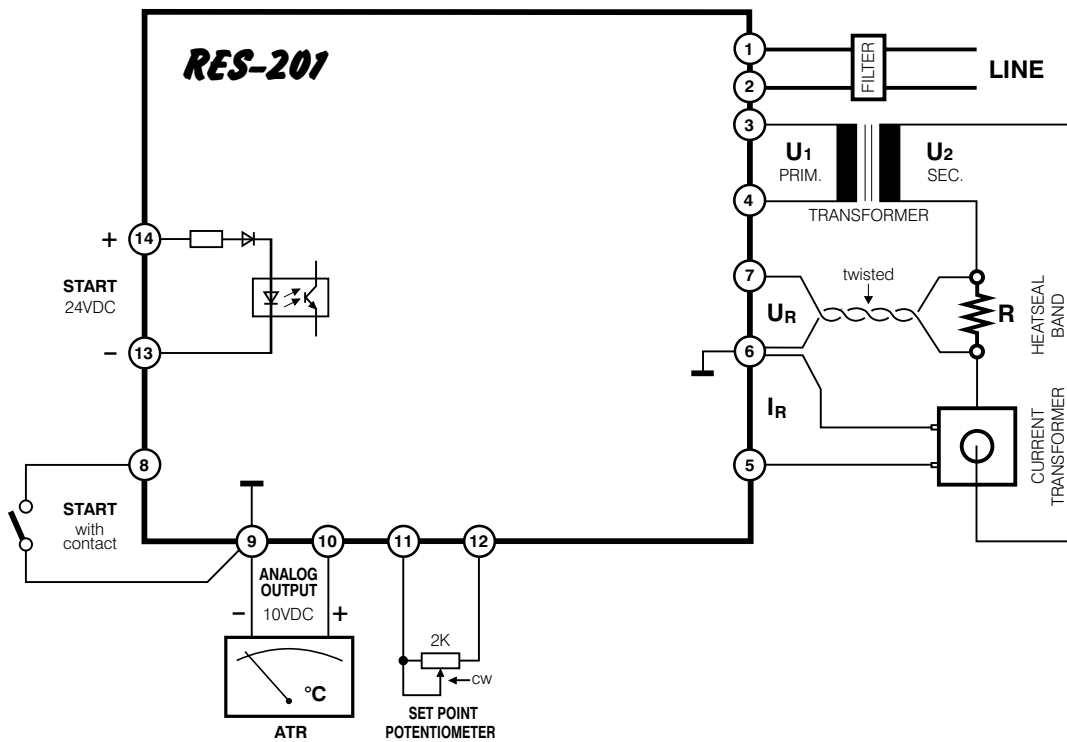 RES-201
1
2
FILTER
LINE
3
U1
PRIM.
U2
SEC.
4
TRANSFORMER
+
14
START
24VDC
–
13
7
twisted
UR
R
HEATSEAL
BAND
6
IR
5
CURRENT
TRANSFORMER
8
START
with
contact
9
10
11
12
ANALOG
OUTPUT
– 10VDC +
°C
ATR
2K
CW
SET POINT
POTENTIOMETER